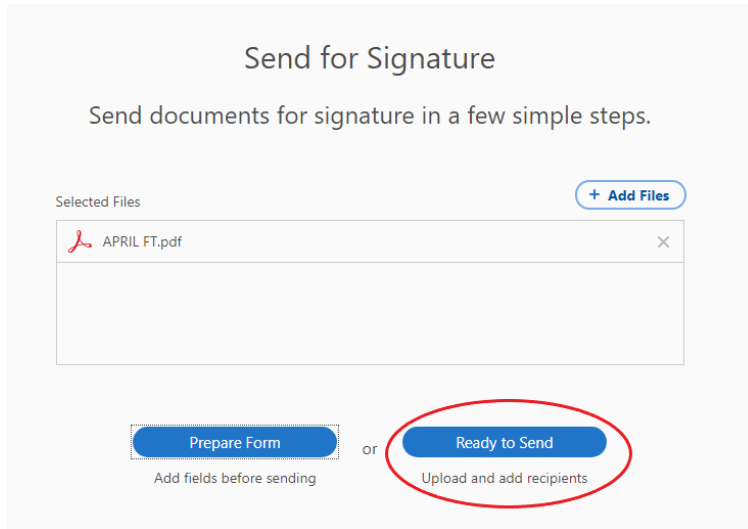 Send for Signature
Send documents for signature in a few simple steps.
Selected Files
+ Add Files
APRIL FT.pdf
Prepare Form
or
Ready to Send
Add fields before sending
Upload and add recipients